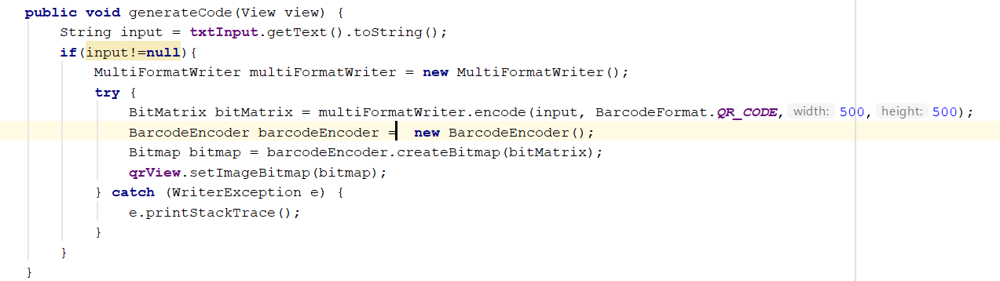 public void generateCode(View view) {
    String input = txtInput.getText().toString();
    if(input!=null){
        MultiFormatWriter multiFormatWriter = new MultiFormatWriter();
        try {
            BitMatrix bitMatrix = multiFormatWriter.encode(input, BarcodeFormat.QR_CODE, width: 500, height: 500);
            BarcodeEncoder barcodeEncoder =  new BarcodeEncoder();
            Bitmap bitmap = barcodeEncoder.createBitmap(bitMatrix);
            qrView.setImageBitmap(bitmap);
        } catch (WriterException e) {
            e.printStackTrace();
        }
    }
}